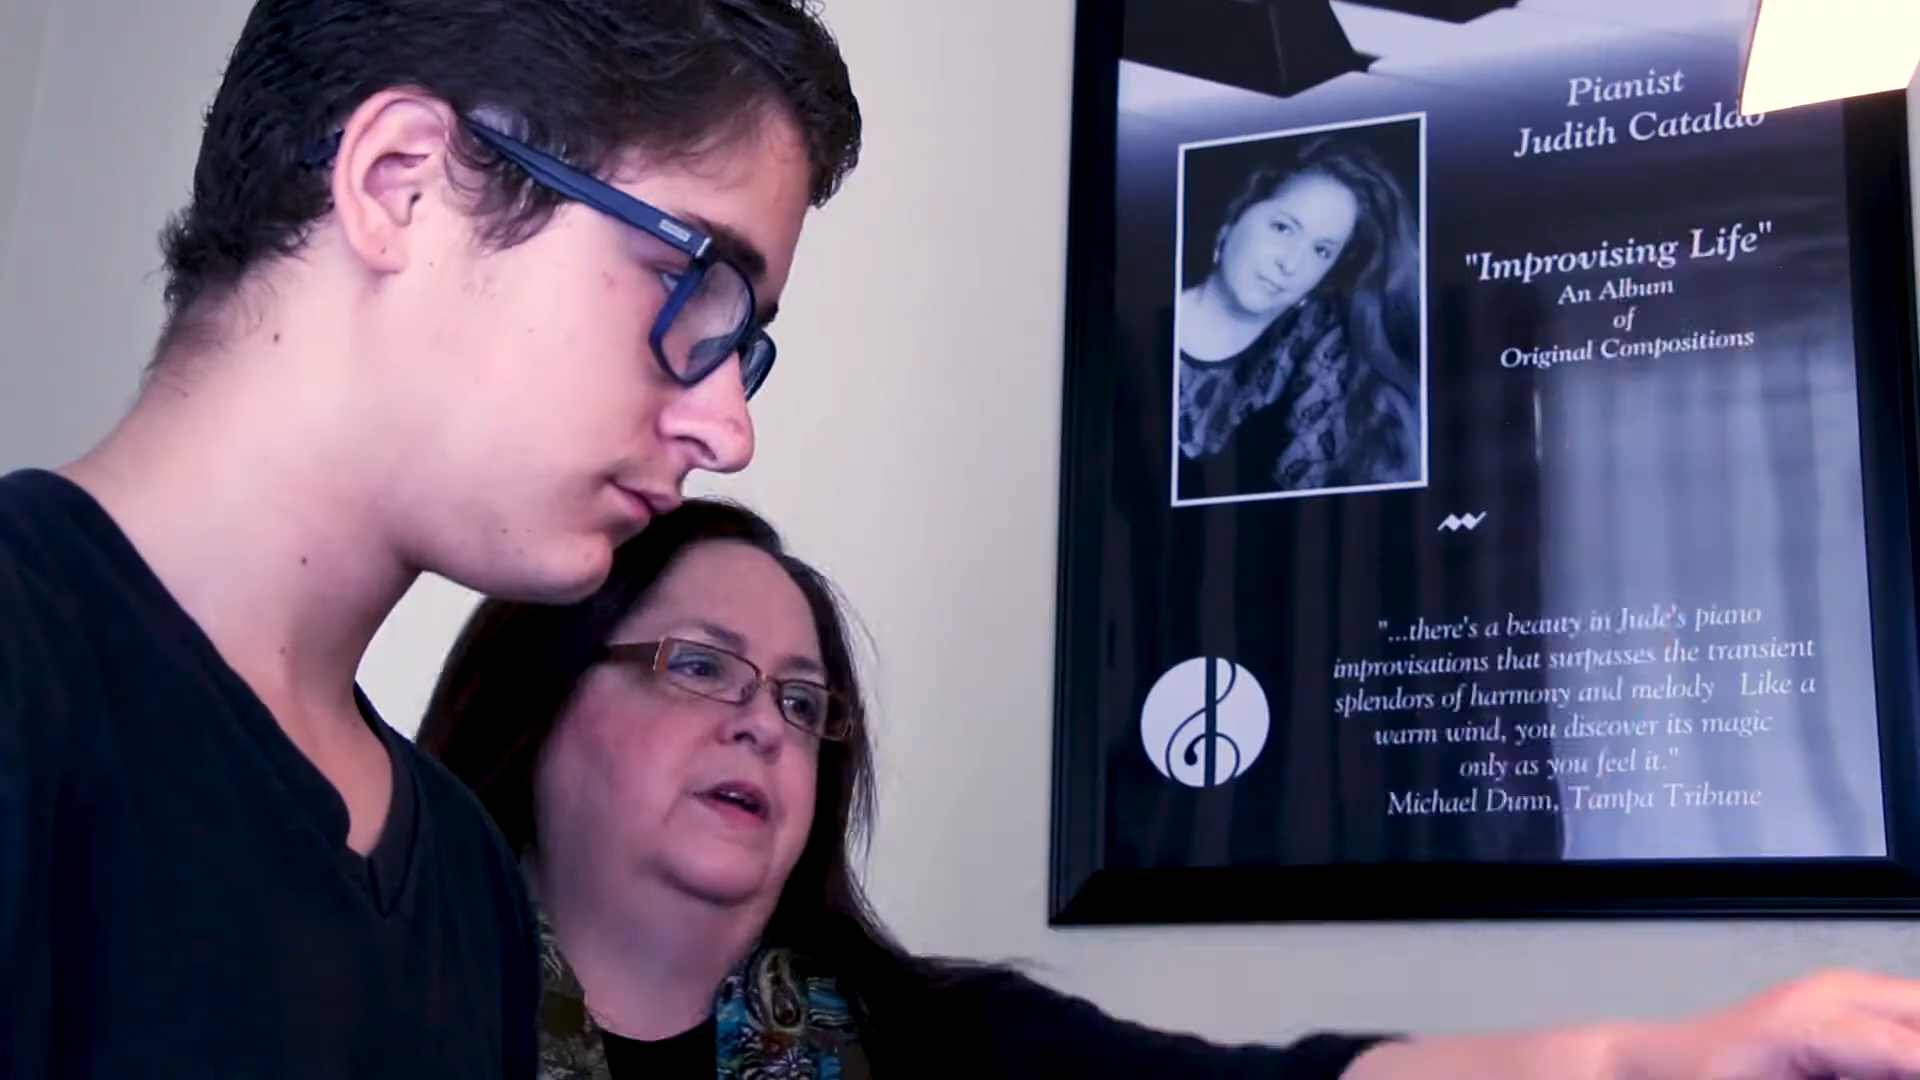 Pianist
Judith Cataldo
"Improvising Life"
An Album
of
Original Compositions
"...there's a beauty in Jude's piano
improvisations that surpasses the transient
splendors of harmony and melody Like a
warm wind, you discover its magic
only as you feel it."
Michael Dunn, Tampa Tribune